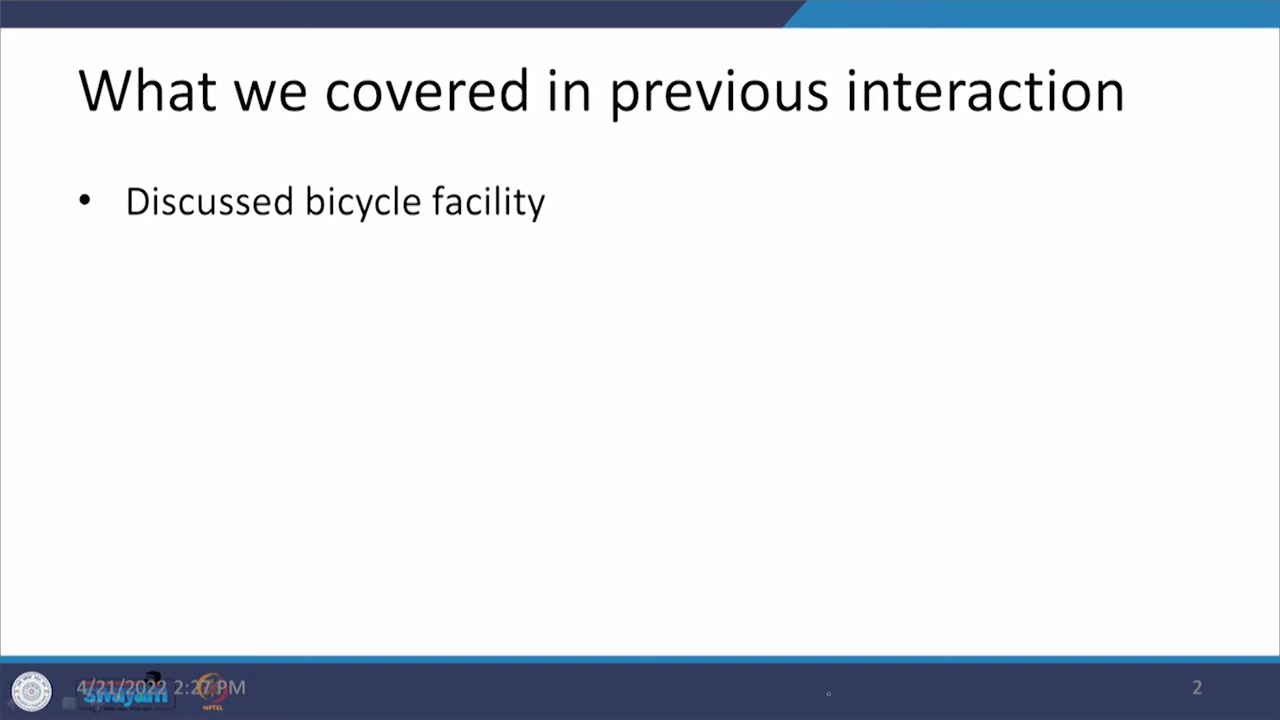 What we covered in previous interaction
• Discussed bicycle facility
4/21/2022 2:27 PM
swayam
NPTEL
2